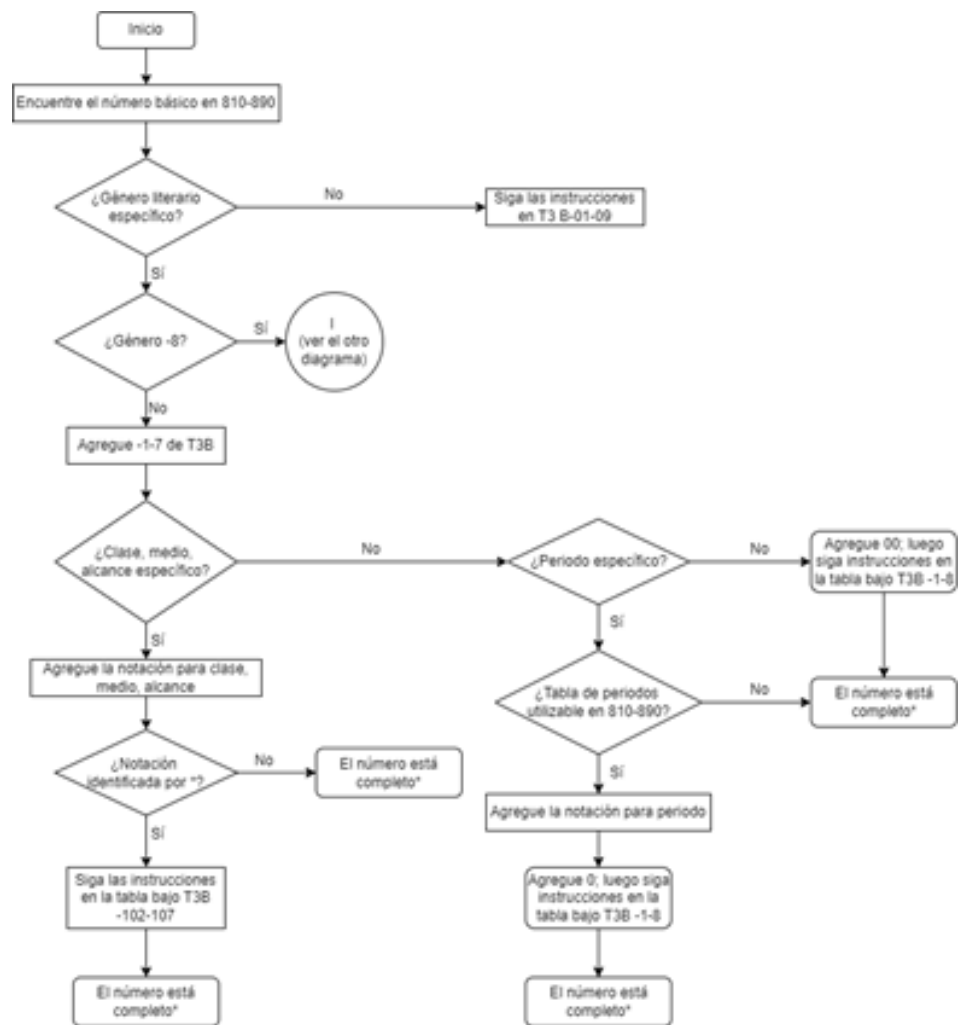 Inicio
Encuentre el número básico en 810-890
¿Género literario
específico?
No
Siga las instrucciones
en T3 B-01-09
Sí
¿Género -8?
Sí
I
(ver el otro
diagrama)
No
Agregue -1-7 de T3B
¿Clase, medio,
alcance específico?
No
¿Periodo específico?
No
Agregue 00; luego
siga instrucciones en
la tabla bajo T3B -1-8
Sí
Agregue la notación para clase,
medio, alcance
Sí
¿Tabla de periodos
utilizable en 810-890?
No
El número está
completo*
¿Notación
identificada por *?
No
El número está
completo*
Sí
Agregue la notación para periodo
Sí
Siga las instrucciones
en la tabla bajo T3B
-102-107
Agregue 0; luego siga
instrucciones en la
tabla bajo T3B -1-8
El número está
completo*
El número está
completo*